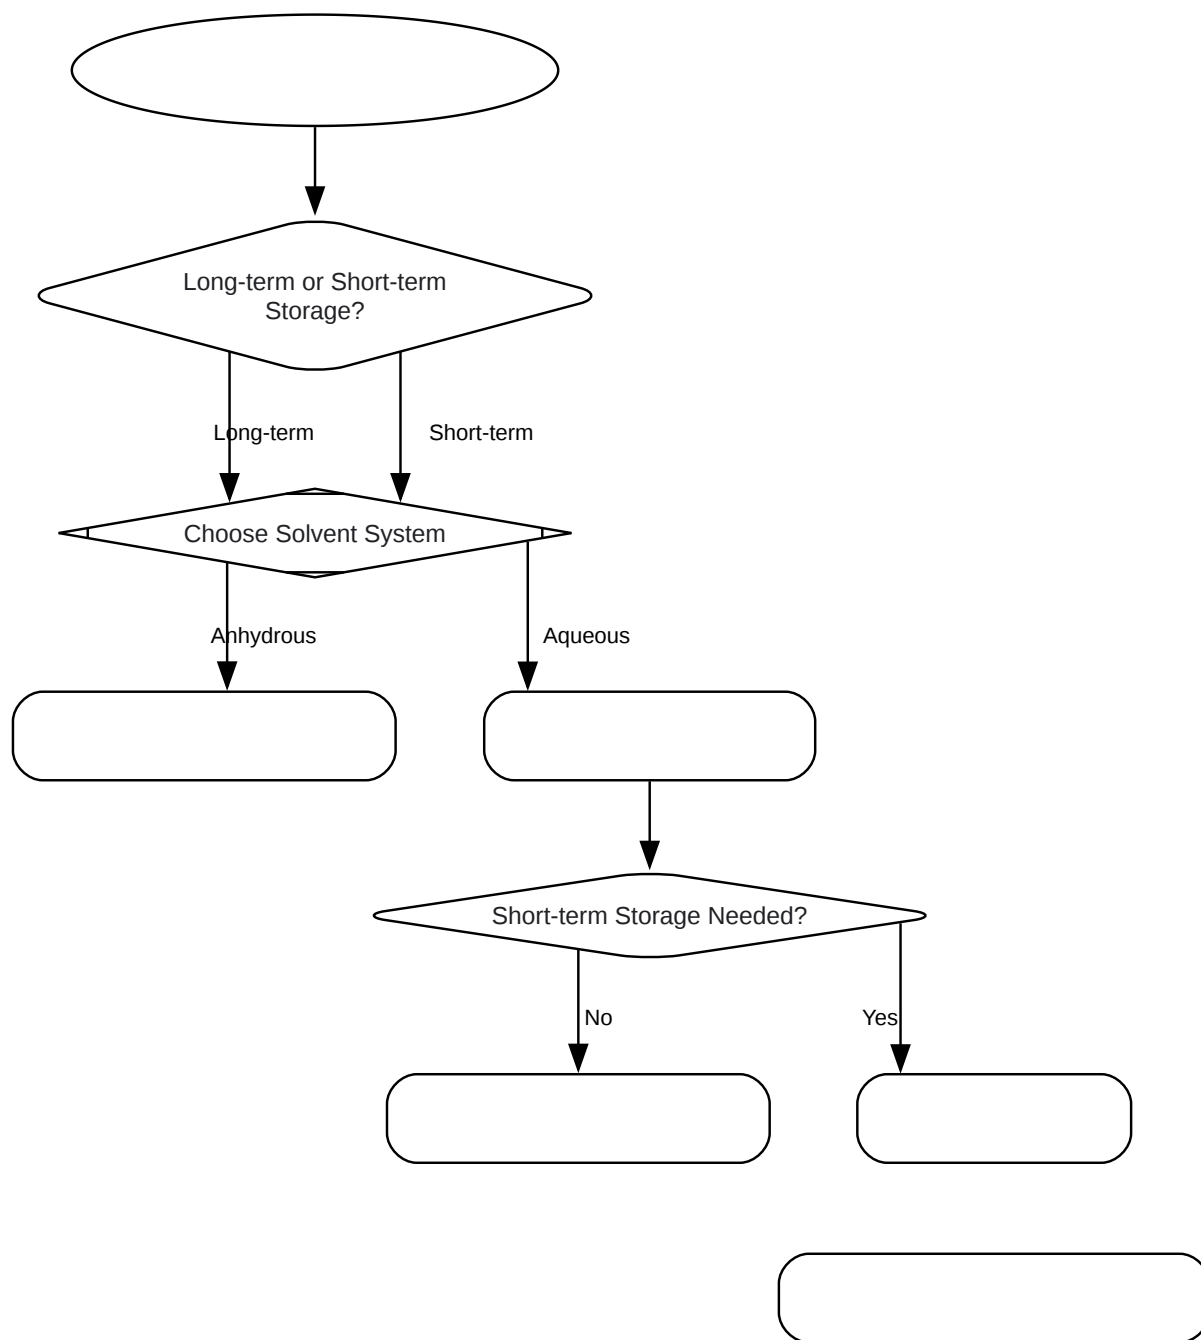 Long-term or Short-term
Storage?
Long-term
Short-term
Choose Solvent System
Anhydrous
Aqueous
Short-term Storage Needed?
No
Yes